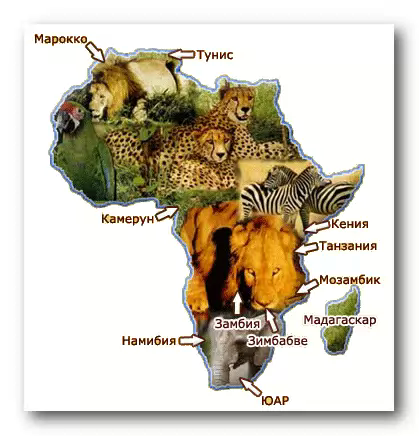 Марокко
Тунис
Камерун
Кения
Танзания
Мозамбик
Мадагаскар
Замбия
Зимбабве
Намибия
ЮАР